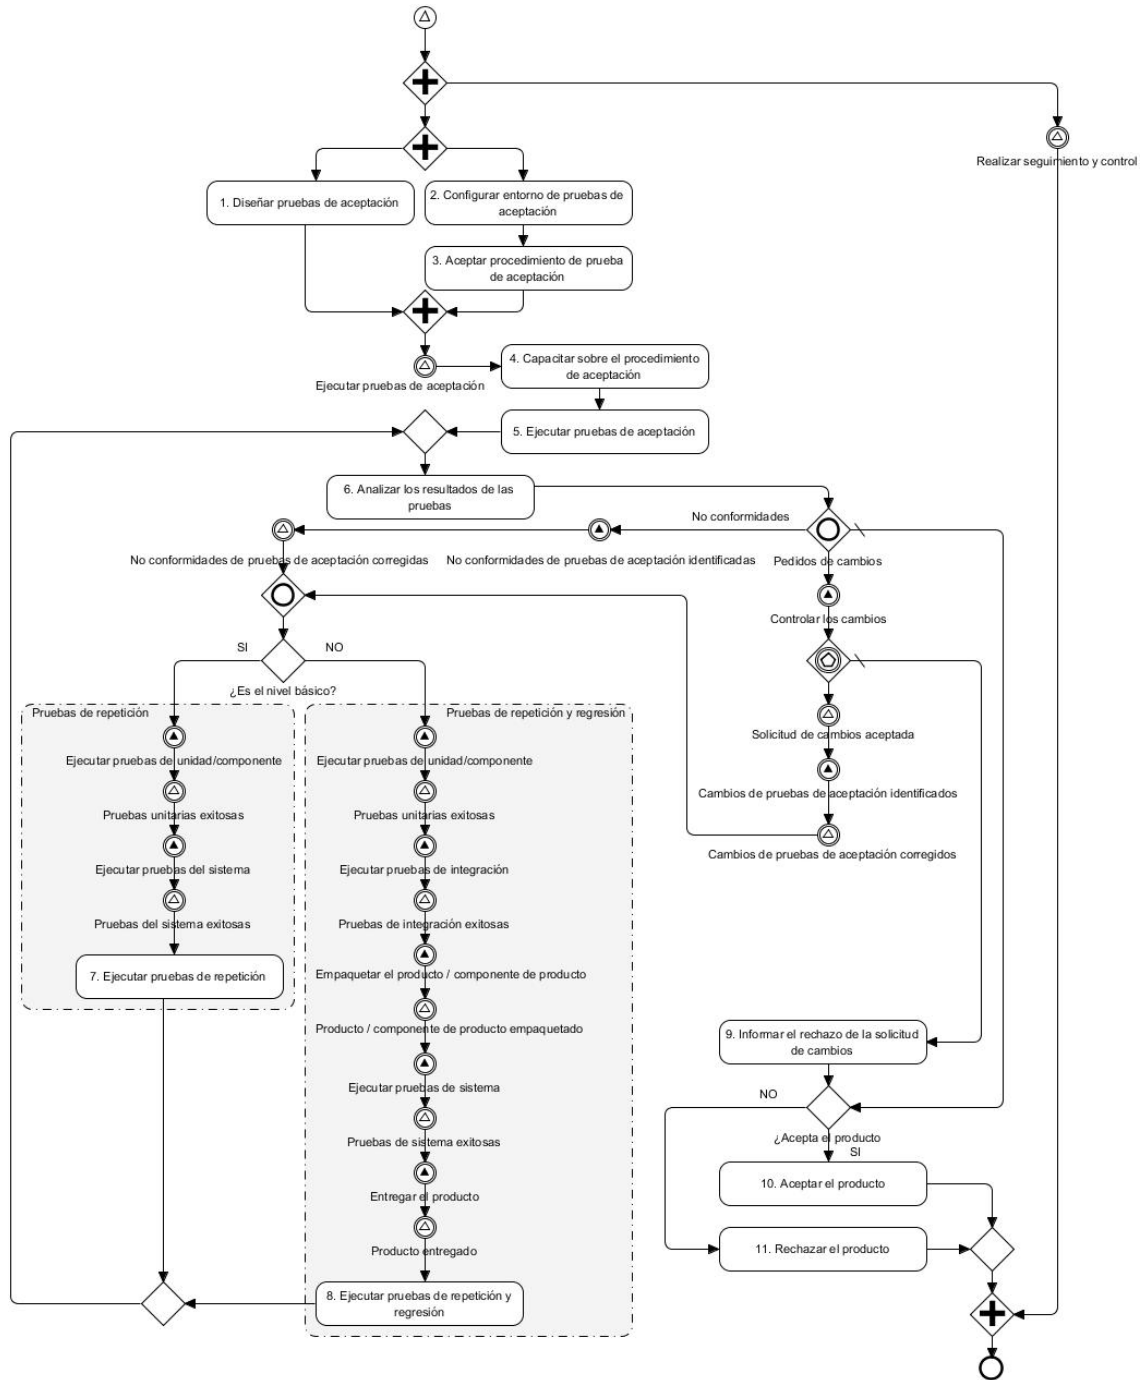 Realizar seguimiento y control
1. Diseñar pruebas de aceptación
2. Configurar entorno de pruebas de
aceptación
3. Aceptar procedimiento de prueba
de aceptación
4. Capacitar sobre el procedimiento
de aceptación
Ejecutar pruebas de aceptación
5. Ejecutar pruebas de aceptación
6. Analizar los resultados de las
pruebas
No conformidades
No conformidades de pruebas de aceptación corregidas
No conformidades de pruebas de aceptación identificadas
Pedidos de cambios
Controlar los cambios
SI
NO
¿Es el nivel básico?
Pruebas de repetición
Pruebas de repetición y regresión
Solicitud de cambios aceptada
Ejecutar pruebas de unidad/componente
Ejecutar pruebas de unidad/componente
Cambios de pruebas de aceptación identificados
Pruebas unitarias exitosas
Pruebas unitarias exitosas
Cambios de pruebas de aceptación corregidos
Ejecutar pruebas del sistema
Ejecutar pruebas de integración
Pruebas del sistema exitosas
Pruebas de integración exitosas
7. Ejecutar pruebas de repetición
Empaquetar el producto / componente de producto
Producto / componente de producto empaquetado
9. Informar el rechazo de la solicitud
de cambios
Ejecutar pruebas de sistema
NO
Pruebas de sistema exitosas
¿Acepta el producto
SI
10. Aceptar el producto
Entregar el producto
Producto entregado
11. Rechazar el producto
8. Ejecutar pruebas de repetición y
regresión